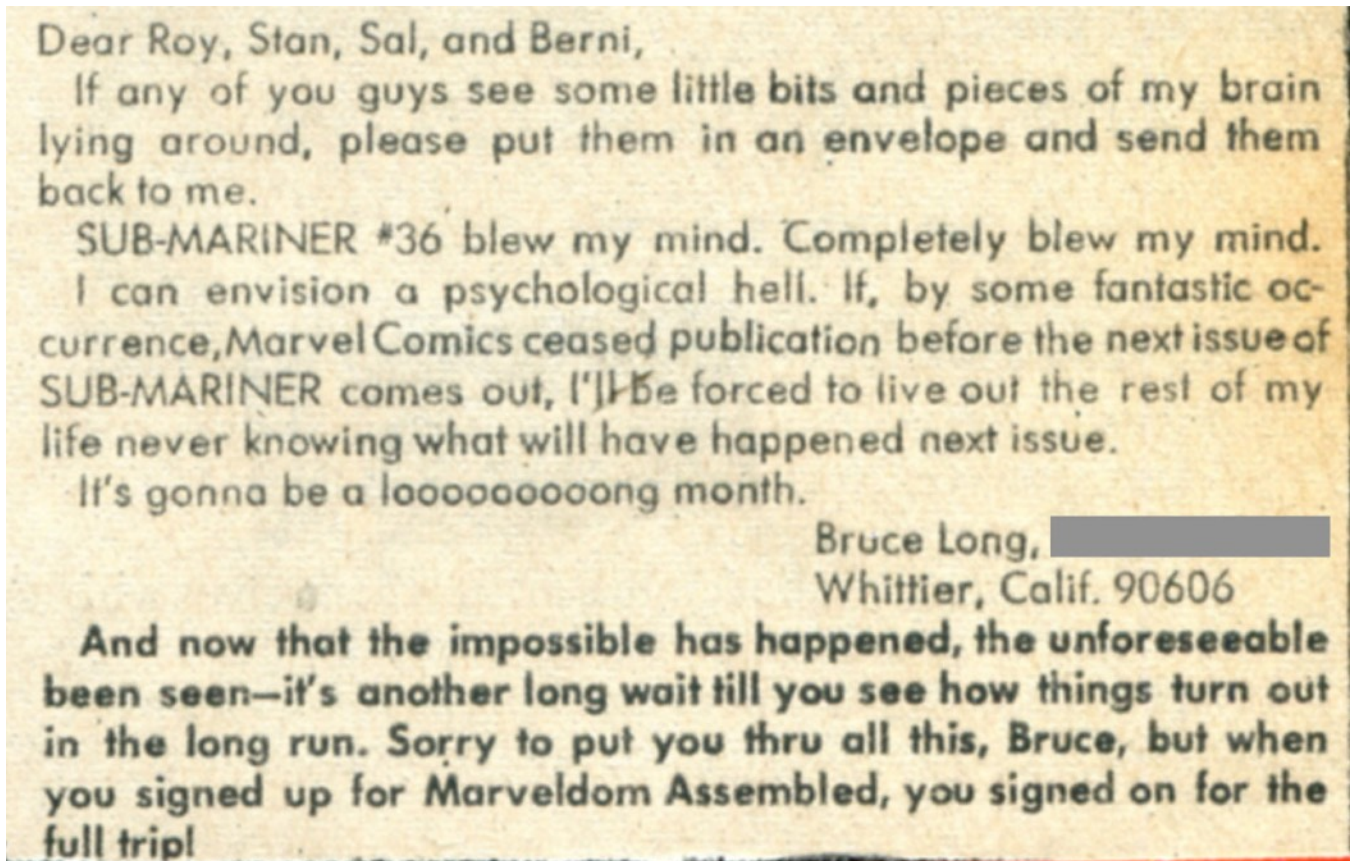 Dear Roy, Stan, Sal, and Berni,
If any of you guys see some little bits and pieces of my brain
lying around, please put them in an envelope and send them
back to me.
SUB-MARINER #36 blew my mind. Completely blew my mind.
I can envision a psychological hell. If, by some fantastic oc-
currence, Marvel Comics ceased publication before the next issue of
SUB-MARINER comes out, I'll be forced to live out the rest of my
life never knowing what will have happened next issue.
It's gonna be a looooooooong month.
Bruce Long,
Whittier, Calif. 90606
And now that the impossible has happened, the unforeseeable
been seen—it's another long wait till you see how things turn out
in the long run. Sorry to put you thru all this, Bruce, but when
you signed up for Marveldom Assembled, you signed on for the
full trip!